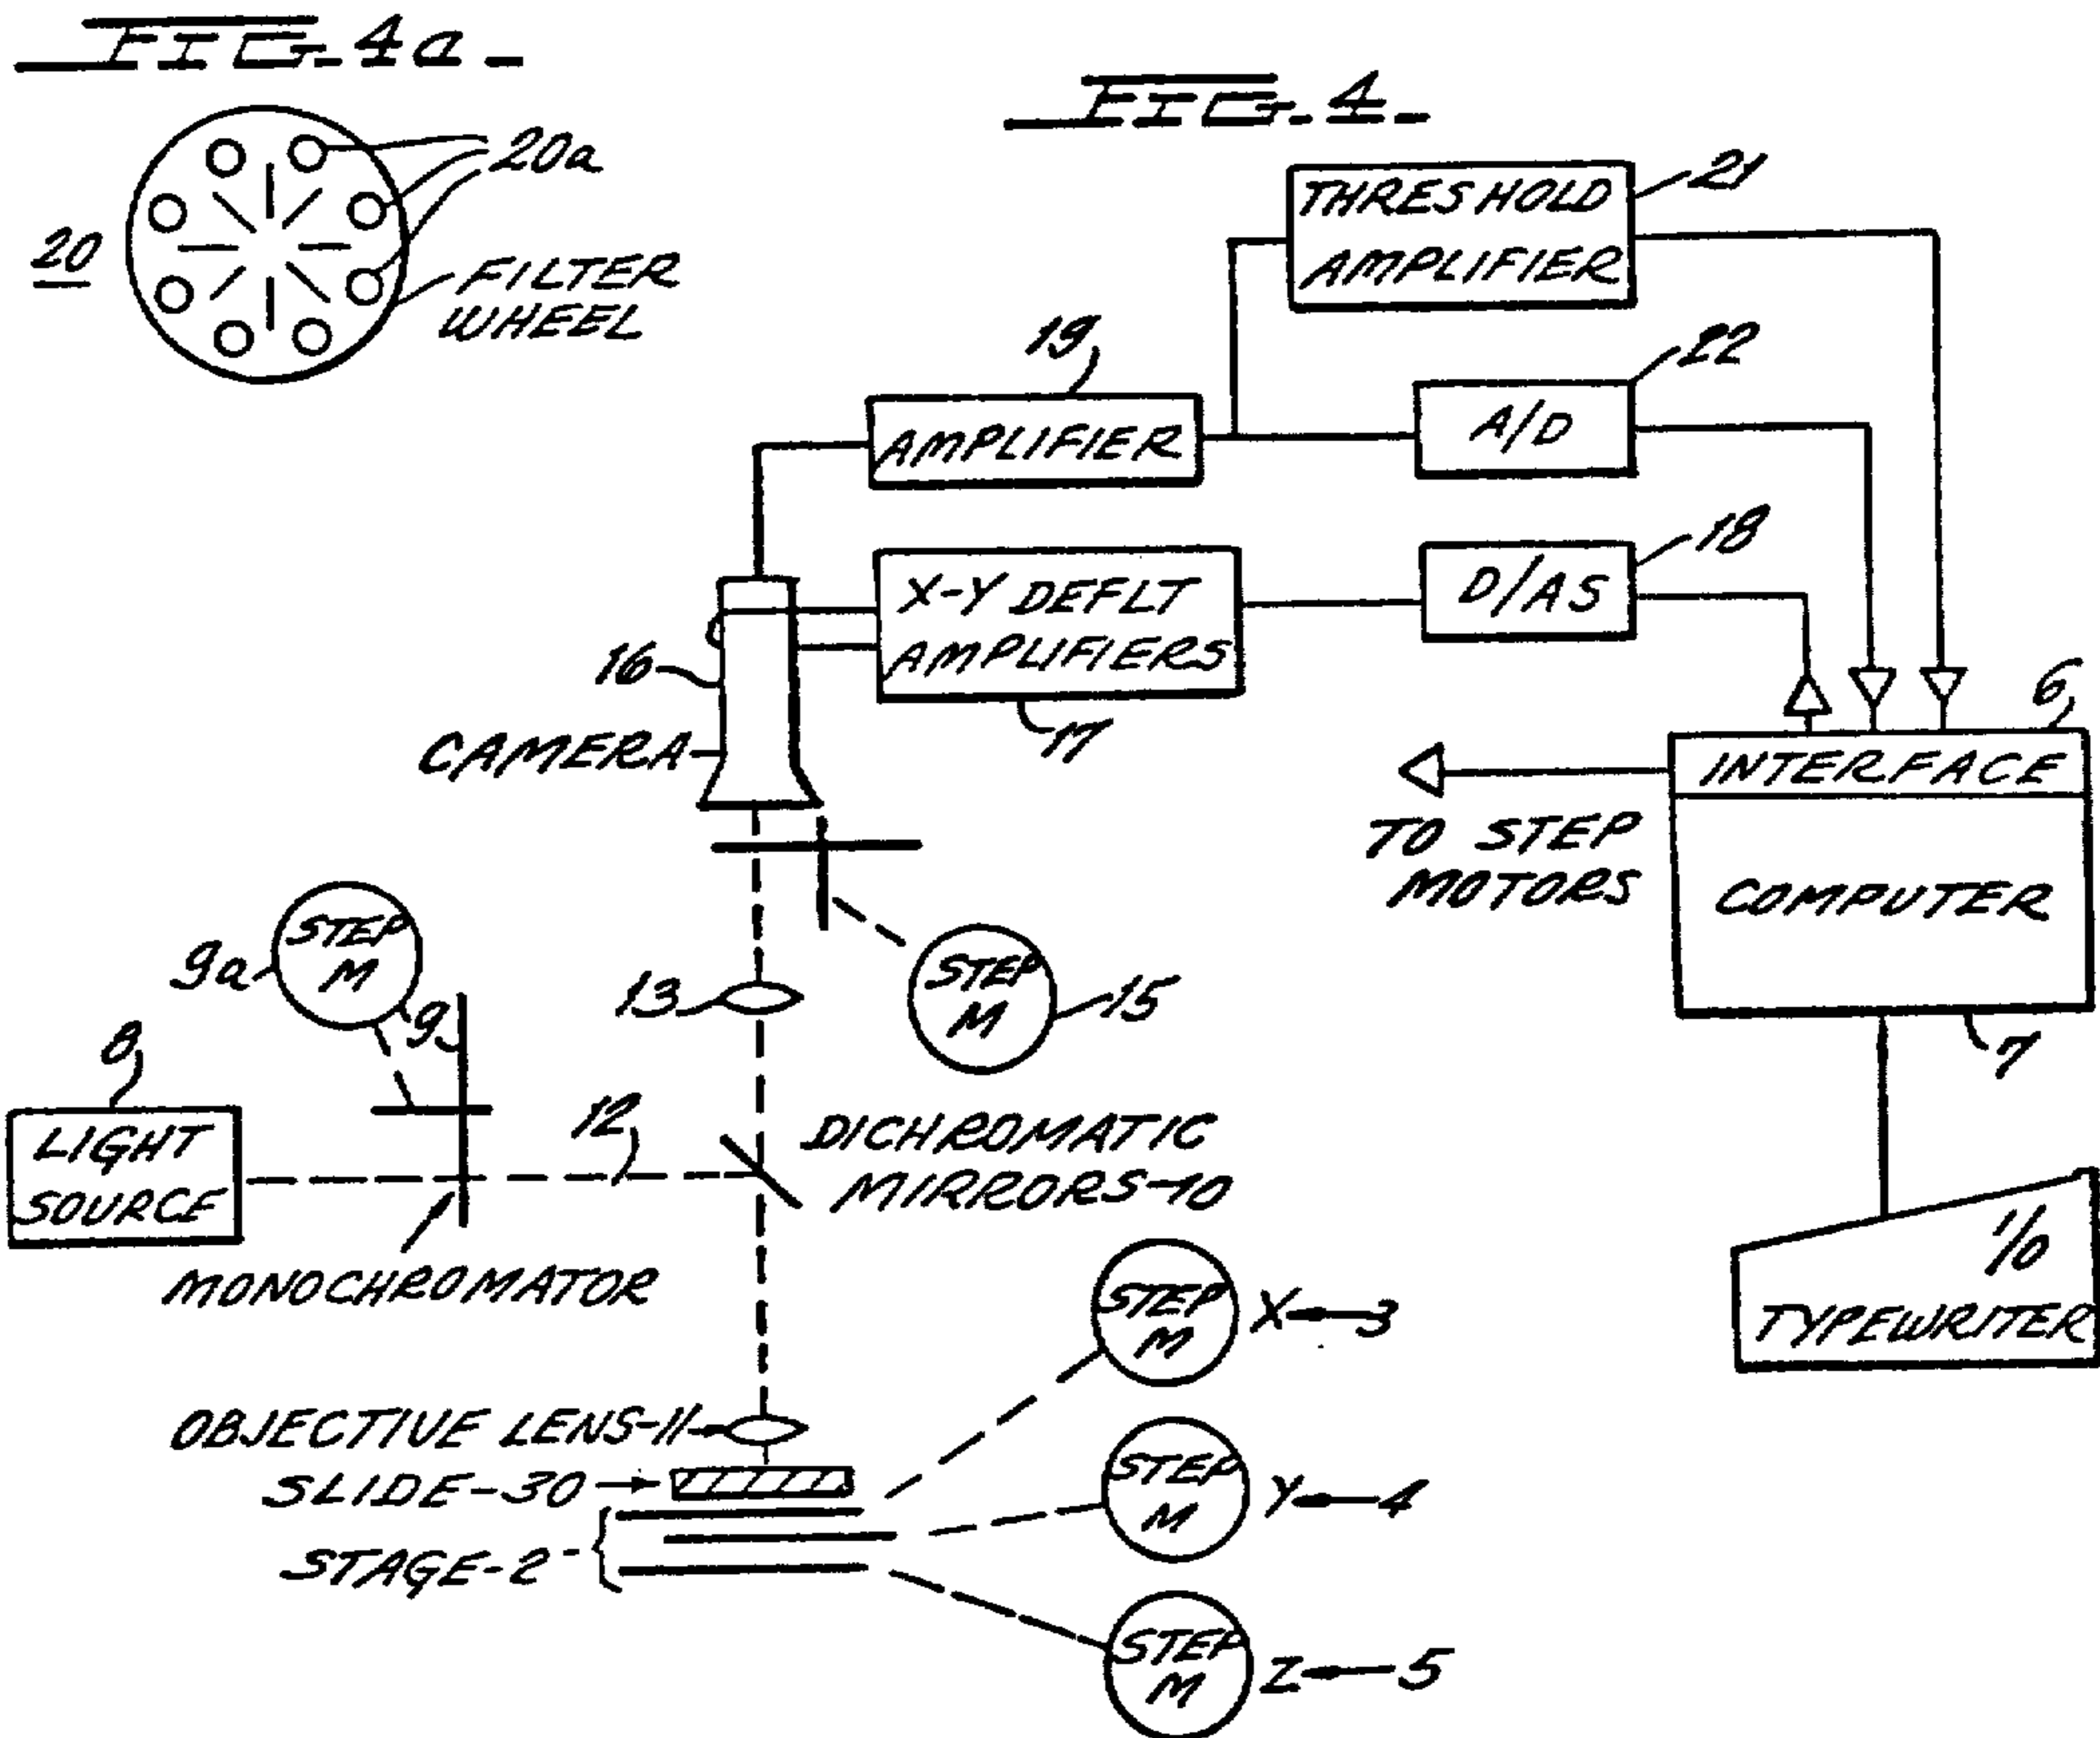 FIG. 4a.
FIG. 4.
20a
20
FILTER
WHEEL
THRESHOLD
AMPLIFIER
21
19
AMPLIFIER
22
A/D
18
D/AS
X-Y DEFLT
AMPLIFIERS
17
16
CAMERA
6
INTERFACE
COMPUTER
7
TO STEP
MOTORS
STEP
M
9a
9
13
STEP
M
15
8
LIGHT
SOURCE
12
DICHROMATIC
MIRRORS-10
MONOCHROMATOR
I/O
TYPEWRITER
STEP
M
X 3
OBJECTIVE LENS-11
SLIDE-30
STAGE-2
STEP
M
Y 4
STEP
M
Z 5